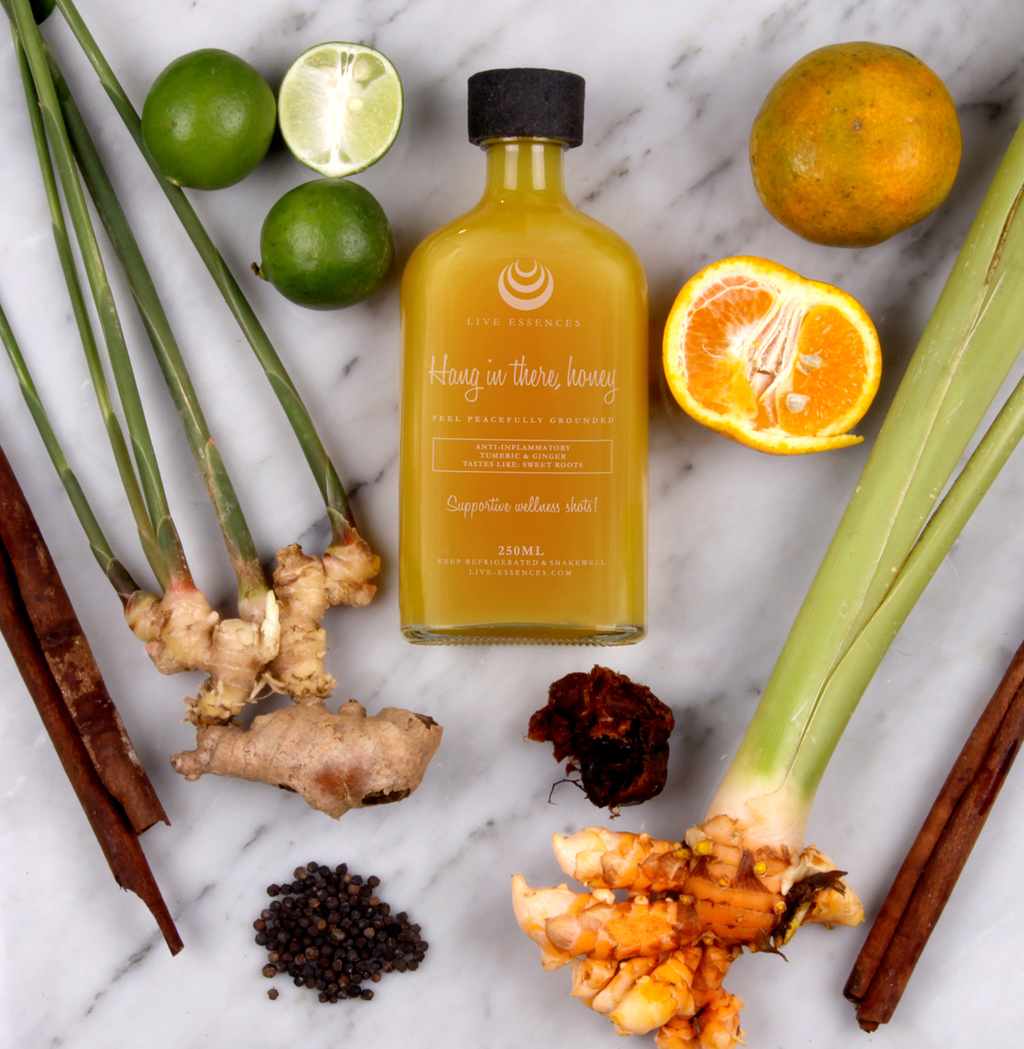 LIVE ESSENCES
Hang in there, honey
FEEL PEACEFULLY GROUNDED
ANTI-INFLAMMATORY
TUMERIC & GINGER
TASTES LIKE: SWEET ROOTS
Supportive wellness shots!
250ML
KEEP REFRIGERATED & SHAKE WELL
LIVE-ESSENCES.COM